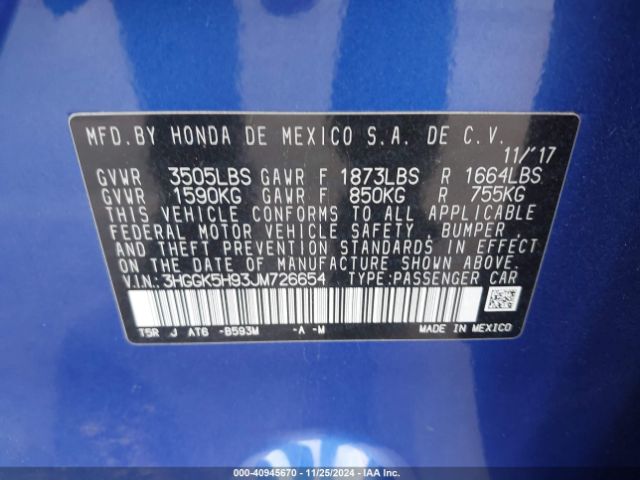 MFD. BY HONDA DE MEXICO S.A. DE C.V.
11/'17
GVWR 3505LBS GAWR F 1873LBS R 1664LBS
GVWR 1590KG GAWR F 850KG R 755KG
THIS VEHICLE CONFORMS TO ALL APPLICABLE
FEDERAL MOTOR VEHICLE SAFETY, BUMPER,
AND THEFT PREVENTION STANDARDS IN EFFECT
ON THE DATE OF MANUFACTURE SHOWN ABOVE.
V.I.N.: 3HGGK5H93JM726654 TYPE:PASSENGER CAR
T5R J AT6 -B593M -A -M MADE IN MEXICO
000-40945670 - 11/25/2024 - IAA Inc.